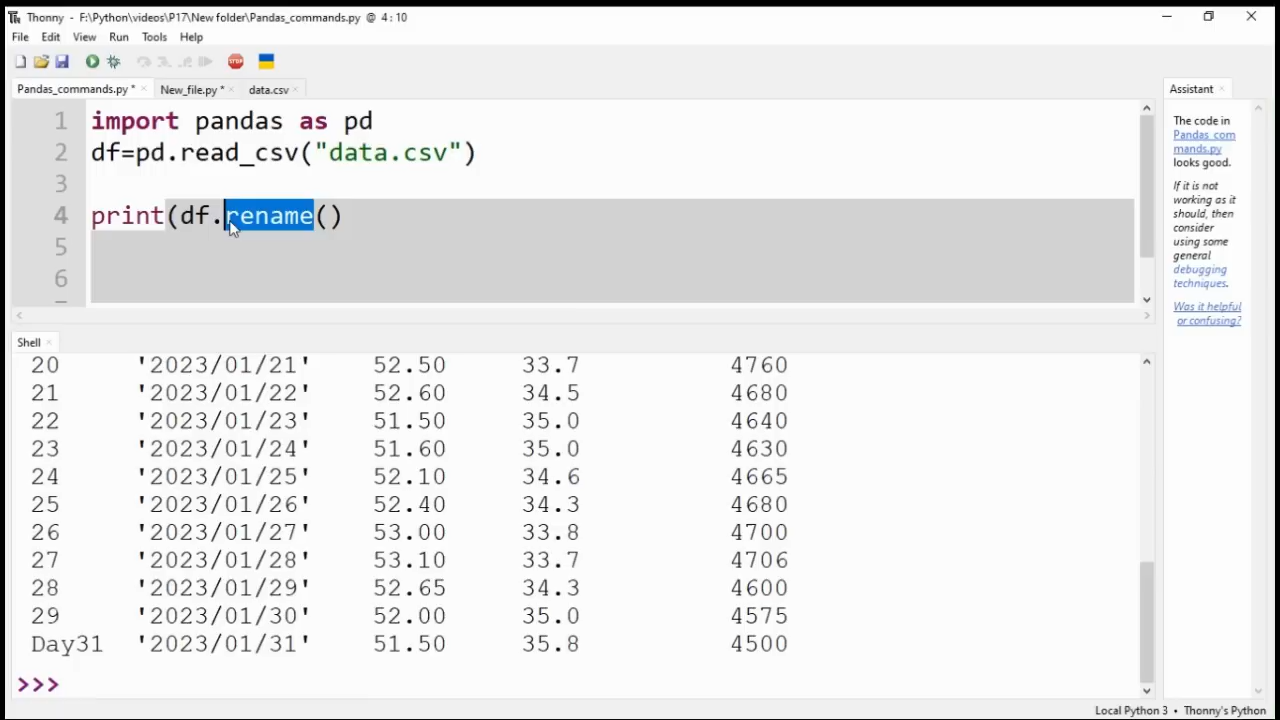 Thonny - F:\Python\videos\P17\New folder\Pandas_commands.py @ 4:10
File Edit View Run Tools Help
STOP
Pandas_commands.py * New_file.py * data.csv
1 import pandas as pd
2 df=pd.read_csv("data.csv")
3
4 print(df.rename()
5
6
Assistant
The code in
Pandas_com
mands.py
looks good.
If it is not
working as it
should, then
consider
using some
general
debugging
techniques.
Was it helpful
or confusing?
Shell
20 '2023/01/21' 52.50 33.7 4760
21 '2023/01/22' 52.60 34.5 4680
22 '2023/01/23' 51.50 35.0 4640
23 '2023/01/24' 51.60 35.0 4630
24 '2023/01/25' 52.10 34.6 4665
25 '2023/01/26' 52.40 34.3 4680
26 '2023/01/27' 53.00 33.8 4700
27 '2023/01/28' 53.10 33.7 4706
28 '2023/01/29' 52.65 34.3 4600
29 '2023/01/30' 52.00 35.0 4575
Day31 '2023/01/31' 51.50 35.8 4500
>>>
Local Python 3 • Thonny's Python